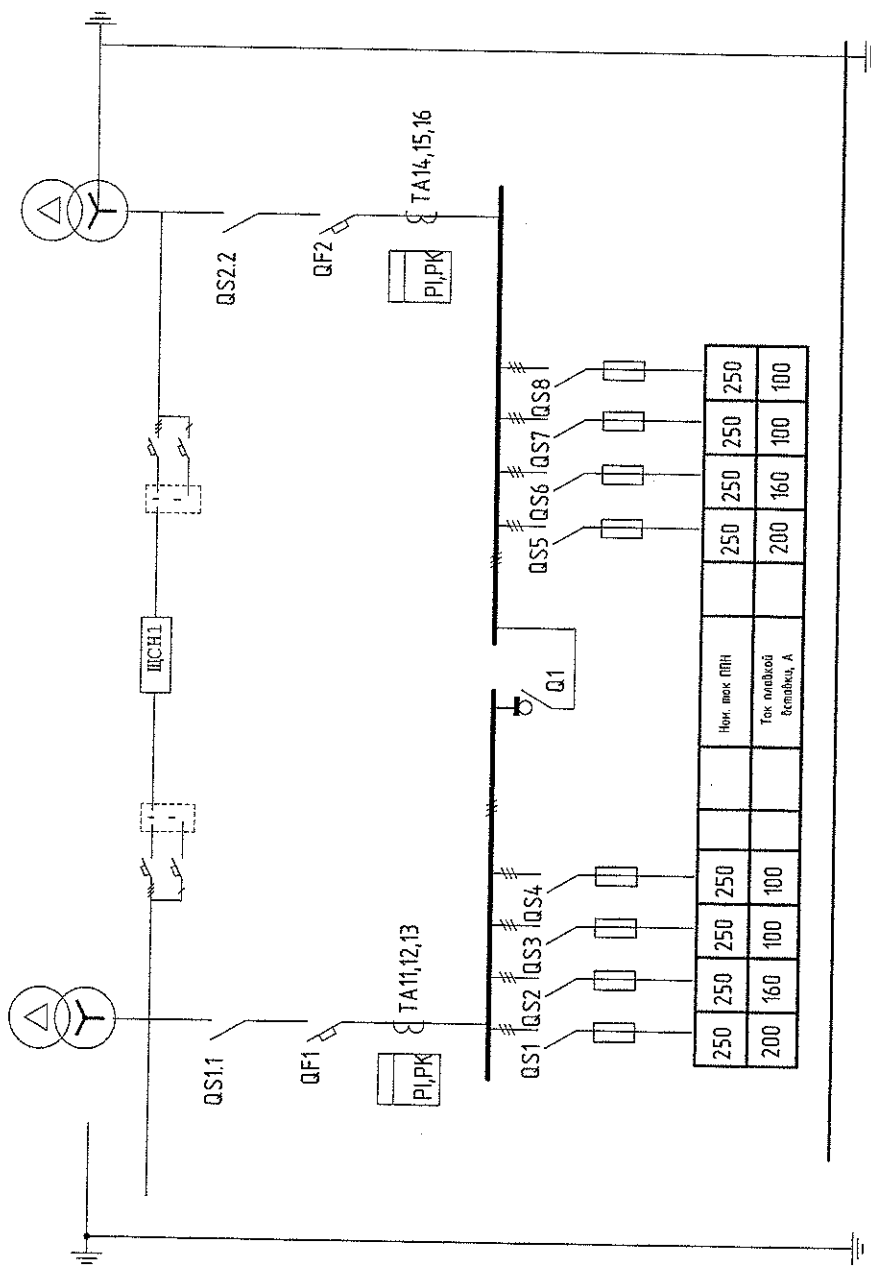 ЩСН.1
QS1.1
QS2.2
QF1
QF2
TA11,12,13
TA14,15,16
PI,PK
PI,PK
Q1
QS1
QS2
QS3
QS4
QS5
QS6
QS7
QS8
250 250 250 250 Ном. ток ППН 250 250 250 250
200 160 100 100 Ток плавкой
вставки, А 200 160 100 100